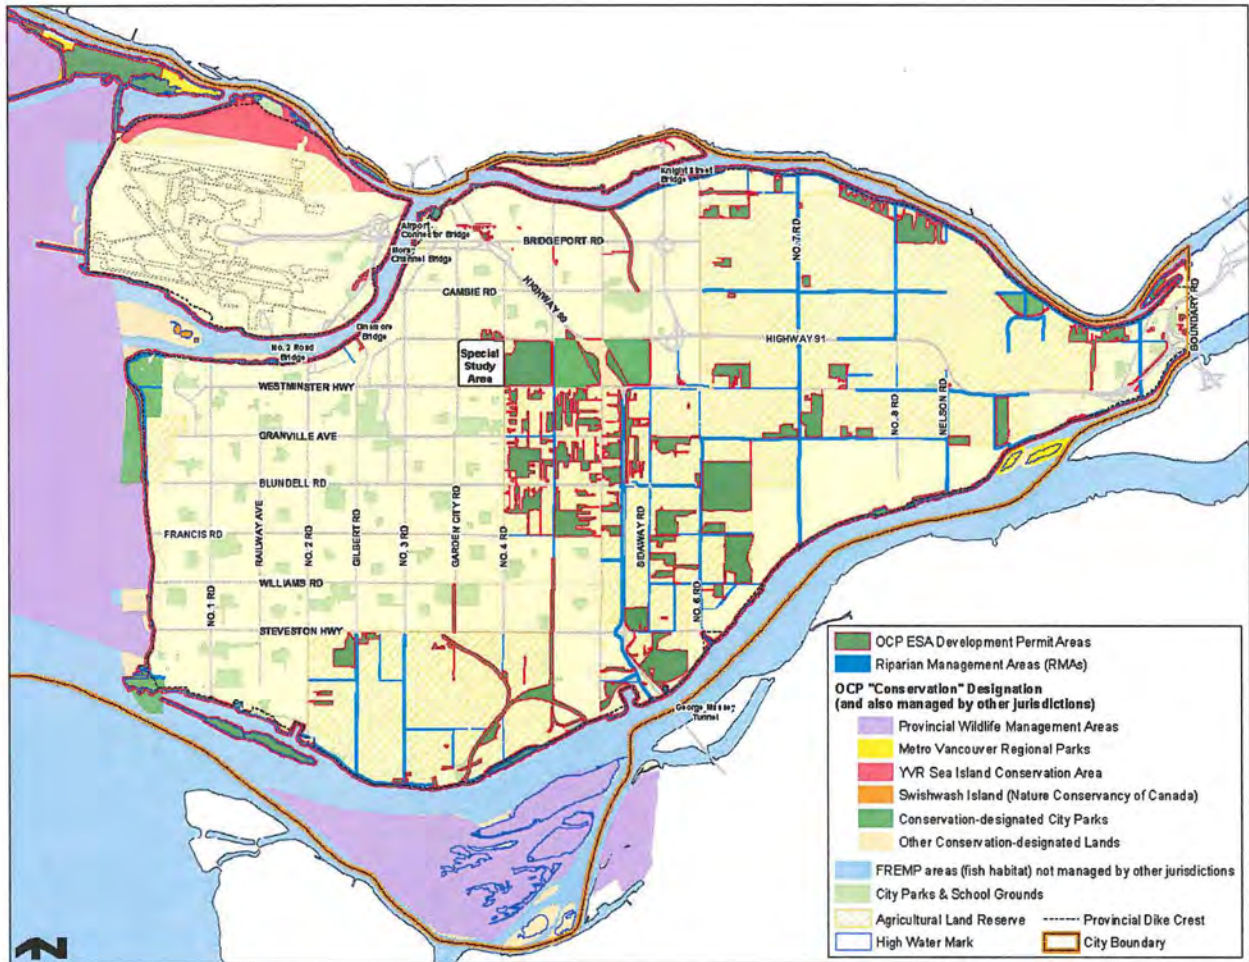 Knight Street
Bridge
Airport
Connector Bridge
Channel Bridge
BRIDGEPORT RD
NO. 7 RD
CAMBIE RD
HIGHWAY 99
BOUNDARY RD
No. 2 Road
Bridge
Bridge
HIGHWAY 91
Special
Study
Area
WESTMINSTER HWY
NO. 8 RD
NELSON RD
GRANVILLE AVE
BLUNDELL RD
FRANCIS RD
RAILWAY AVE
NO. 2 RD
GILBERT RD
NO. 3 RD
GARDEN CITY RD
NO. 4 RD
SIDAWAY RD
WILLIAMS RD
NO. 1 RD
NO. 6 RD
STEVESTON HWY
George Massey
Tunnel
OCP ESA Development Permit Areas
Riparian Management Areas (RMAs)
OCP "Conservation" Designation
(and also managed by other jurisdictions)
Provincial Wildlife Management Areas
Metro Vancouver Regional Parks
YVR Sea Island Conservation Area
Swishwash Island (Nature Conservancy of Canada)
Conservation-designated City Parks
Other Conservation-designated Lands
FREMP areas (fish habitat) not managed by other jurisdictions
City Parks & School Grounds
Agricultural Land Reserve
Provincial Dike Crest
High Water Mark
City Boundary